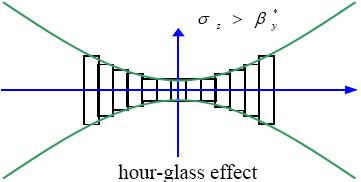 σ z > β y *
hour-glass effect